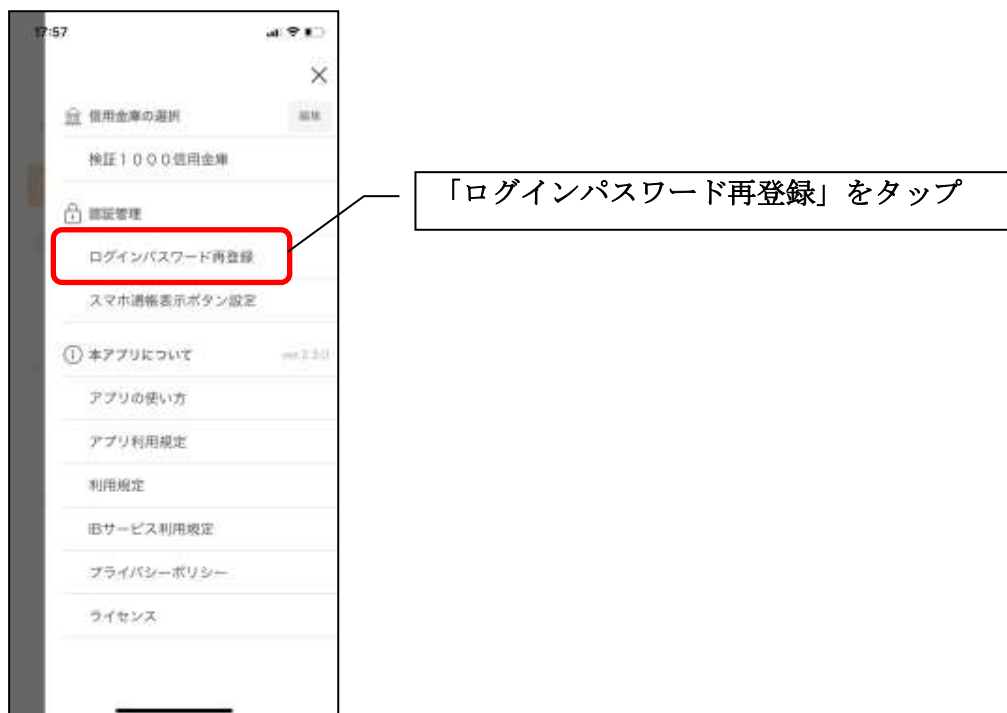 17:57
信用金庫の選択
編集
検証1000信用金庫
認証管理
ログインパスワード再登録
「ログインパスワード再登録」をタップ
スマホ通帳表示ボタン設定
本アプリについて
ver.2.3.0
アプリの使い方
アプリ利用規定
利用規定
IBサービス利用規定
プライバシーポリシー
ライセンス